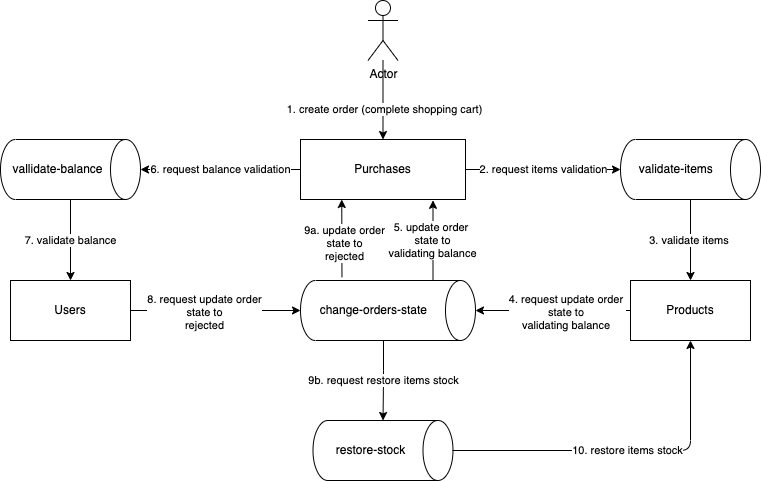 Actor
1. create order (complete shopping cart)
vallidate-balance
6. request balance validation
Purchases
2. request items validation
validate-items
7. validate balance
9a. update order
state to
rejected
5. update order
state to
validating balance
3. validate items
Users
8. request update order
state to
rejected
change-orders-state
4. request update order
state to
validating balance
Products
9b. request restore items stock
restore-stock
10. restore items stock